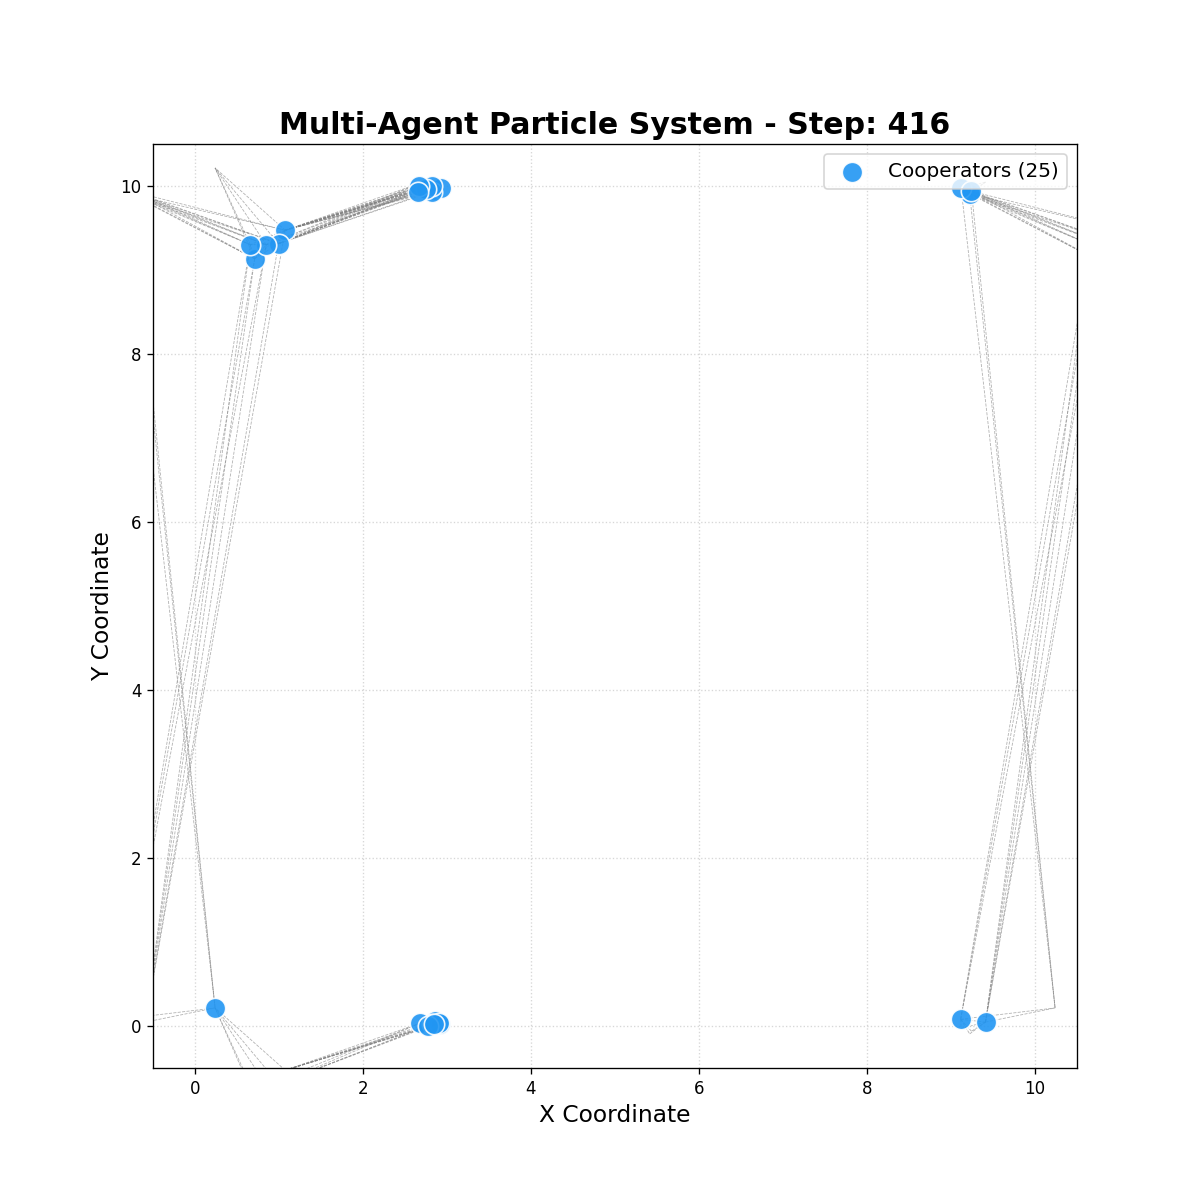 Multi-Agent Particle System - Step: 416
Cooperators (25)
Y Coordinate
10
8
6
4
2
0
0 2 4 6 8 10
X Coordinate